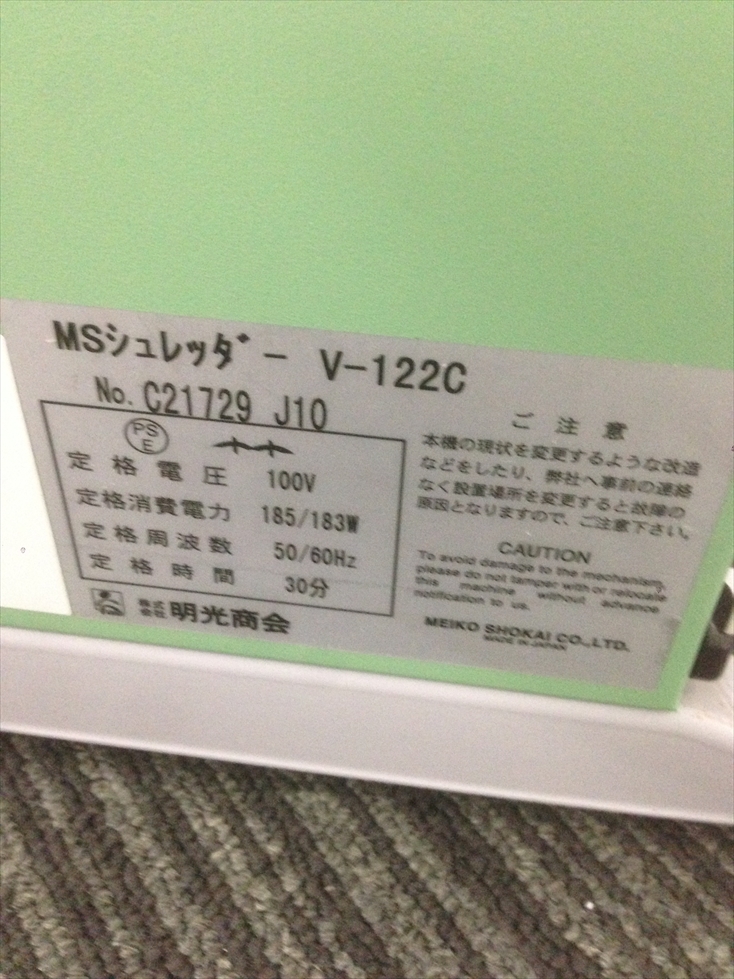 MSシュレッダー V-122C
No. C21729 J10
PS
E
定格電圧 100V
定格消費電力 185/183W
定格周波数 50/60Hz
定格時間 30分
株式会社 明光商会
ご注意
本機の現状を変更するような改造
などをしたり、弊社へ事前の連絡
なく設置場所を変更すると故障の
原因となりますので、ご注意下さい。
CAUTION
To avoid damage to the mechanism,
please do not tamper with or relocate
this machine without advance
notification to us.
MEIKO SHOKAI CO.,LTD.
MADE IN JAPAN